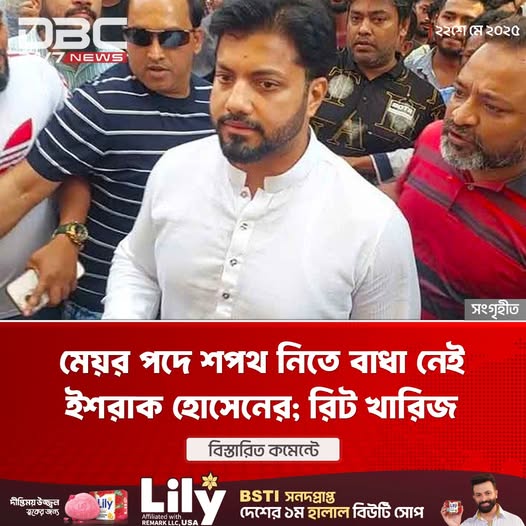 DBC
24/7 NEWS
২২শে মে ২০২৫
সংগৃহীত
মেয়র পদে শপথ নিতে বাধা নেই
ইশরাক হোসেনের; রিট খারিজ
বিস্তারিত কমেন্টে
দীপ্তিময় উজ্জ্বল
ত্বকের জন্য
Lily
Affiliated with
REMARK LLC, USA
BSTI সনদপ্রাপ্ত
দেশের ১ম হালাল বিউটি সোপ